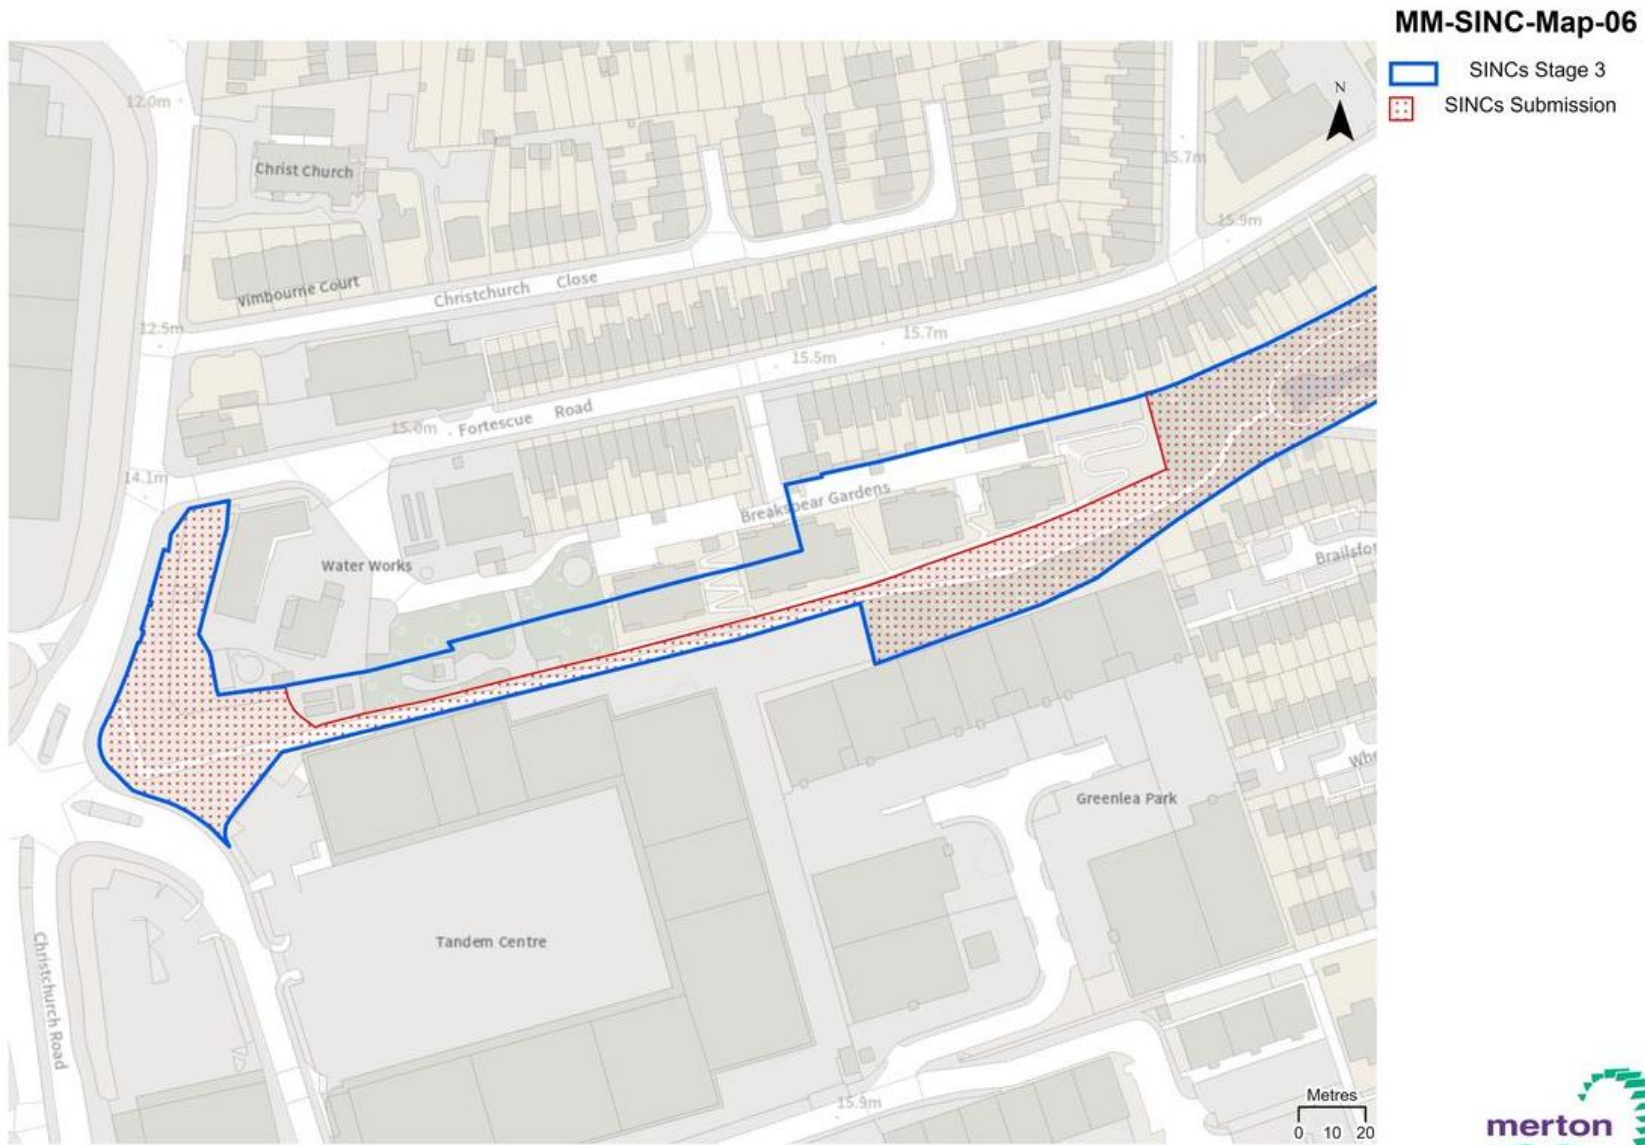 MM-SINC-Map-06
SINCs Stage 3
SINCs Submission
N
12.0m
15.7m
Christ Church
15.9m
Vimbourne Court
Christchurch Close
12.5m
15.7m
15.5m
Fortescue Road
15.0m
14.1m
Breakspear Gardens
Brailsfor
Water Works
Whe
Greenlea Park
Tandem Centre
Christchurch Road
15.9m
Metres
0 10 20
merton